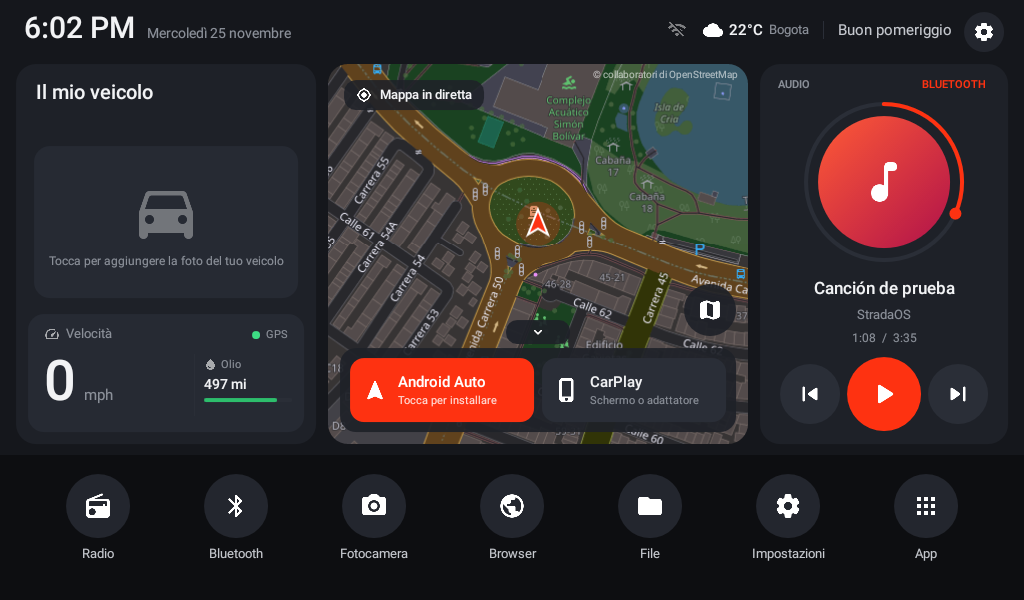 6:02 PM
Mercoledì 25 novembre
22°C Bogota
Buon pomeriggio
Il mio veicolo
Tocca per aggiungere la foto del tuo veicolo
Velocità
GPS
0 mph
Olio
497 mi
© collaboratori di OpenStreetMap
Mappa in diretta
Complejo
Acuático
Simón
Bolívar
Isla de
Cria
Cabaña
17
Cabaña
18
Carrera 55
Calle 61
Carrera 54A
Carrera 54
Carrera 53
Carrera 50
Carrera 45
Avenida Ca
45-21
46-28
Calle 62
Edificio
Calle 60
P
Android Auto
Tocca per installare
CarPlay
Schermo o adattatore
AUDIO
BLUETOOTH
Canción de prueba
StradaOS
1:08 / 3:35
Radio
Bluetooth
Fotocamera
Browser
File
Impostazioni
App